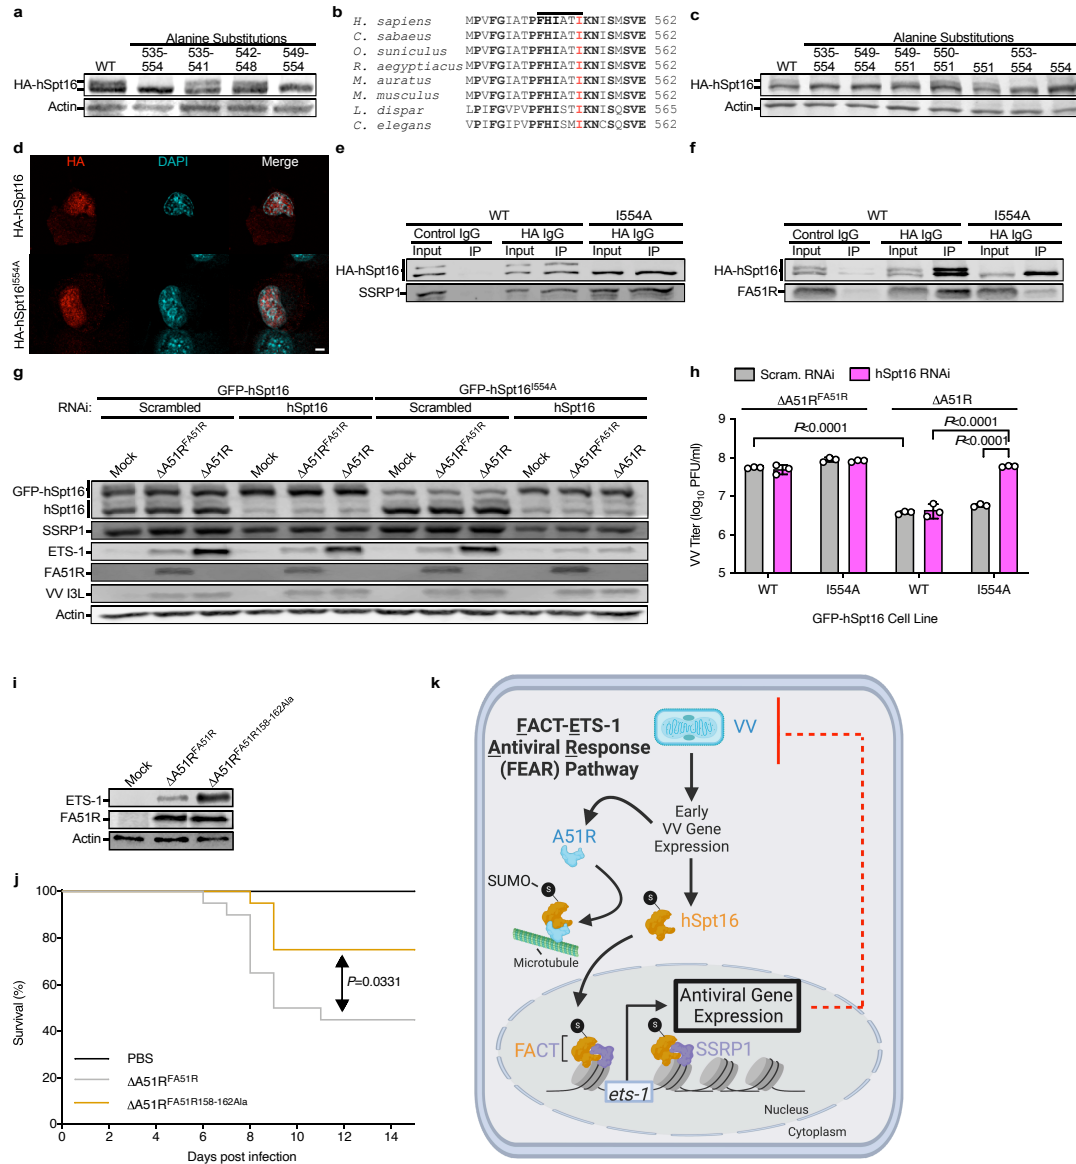 a
Alanine Substitutions
WT
535-554
535-541
542-548
549-554
HA-hSpt16
Actin
b
H. sapiens MPVFGIATPFHIATIKNISMSVE 562
C. sabaeus MPVFGIATPFHIATIKNISMSVE 562
O. suniculus MPVFGIATPFHIATIKNISMSVE 562
R. aegyptiacus MPVFGIATPFHIATIKNISMSVE 562
M. auratus MPVFGIATPFHIATIKNISMSVE 562
M. musculus MPVFGIATPFHIATIKNISMSVE 562
L. dispar LPIFGVPVPFHISTIKNISQSVE 565
C. elegans VPIFGIPVPFHISMIKNCSQSVE 562
c
Alanine Substitutions
WT
535-554
549-554
549-551
550-551
551
553-554
554
HA-hSpt16
Actin
d
HA
DAPI
Merge
HA-hSpt16
HA-hSpt16I554A
e
WT
I554A
Control IgG
HA IgG
HA IgG
Input IP Input IP Input IP
HA-hSpt16
SSRP1
f
WT
I554A
Control IgG
HA IgG
HA IgG
Input IP Input IP Input IP
HA-hSpt16
FA51R
g
GFP-hSpt16
GFP-hSpt16I554A
RNAi:
Scrambled
hSpt16
Scrambled
hSpt16
Mock
ΔA51RFA51R
ΔA51R
Mock
ΔA51RFA51R
ΔA51R
Mock
ΔA51RFA51R
ΔA51R
Mock
ΔA51RFA51R
ΔA51R
GFP-hSpt16
hSpt16
SSRP1
ETS-1
FA51R
VV I3L
Actin
h
Scram. RNAi
hSpt16 RNAi
ΔA51RFA51R
ΔA51R
P<0.0001
P<0.0001
P<0.0001
VV Titer (log10 PFU/ml)
9
8
7
6
5
WT
I554A
WT
I554A
GFP-hSpt16 Cell Line
i
Mock
ΔA51RFA51R
ΔA51RFA51R158-162Ala
ETS-1
FA51R
Actin
j
Survival (%)
100
80
60
40
20
0
P=0.0331
PBS
ΔA51RFA51R
ΔA51RFA51R158-162Ala
0 2 4 6 8 10 12 14
Days post infection
k
FACT-ETS-1
Antiviral Response
(FEAR) Pathway
VV
Early
VV Gene
Expression
A51R
SUMO
S
S
hSpt16
Microtubule
Antiviral Gene
Expression
S
S
FACT
SSRP1
ets-1
Nucleus
Cytoplasm